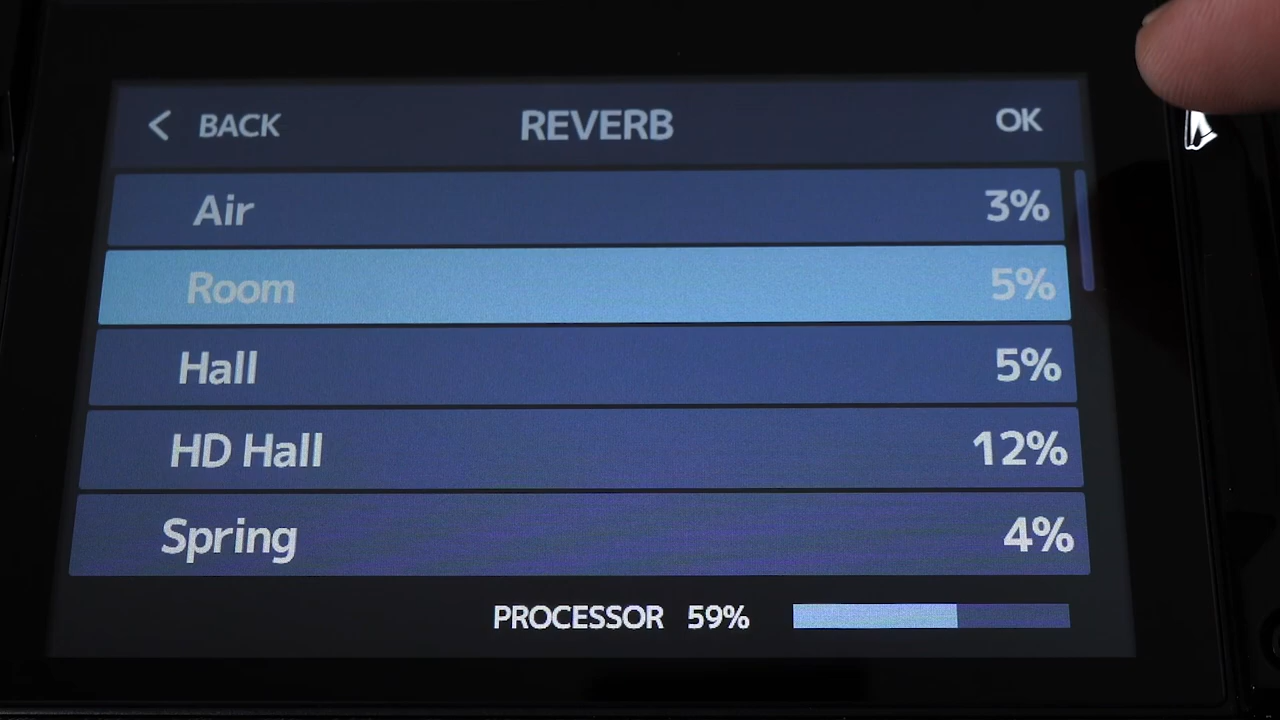 < BACK REVERB OK
Air 3%
Room 5%
Hall 5%
HD Hall 12%
Spring 4%
PROCESSOR 59%